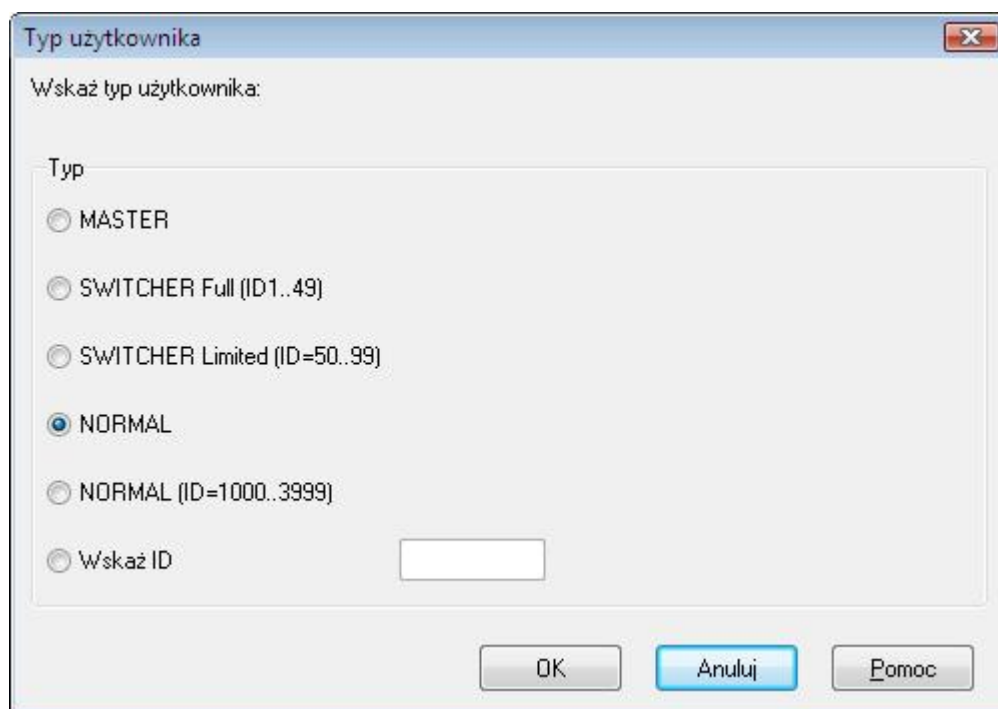 Typ użytkownika
Wskaż typ użytkownika:
Typ
MASTER
SWITCHER Full (ID1..49)
SWITCHER Limited (ID=50..99)
NORMAL
NORMAL (ID=1000..3999)
Wskaż ID
OK Anuluj Pomoc